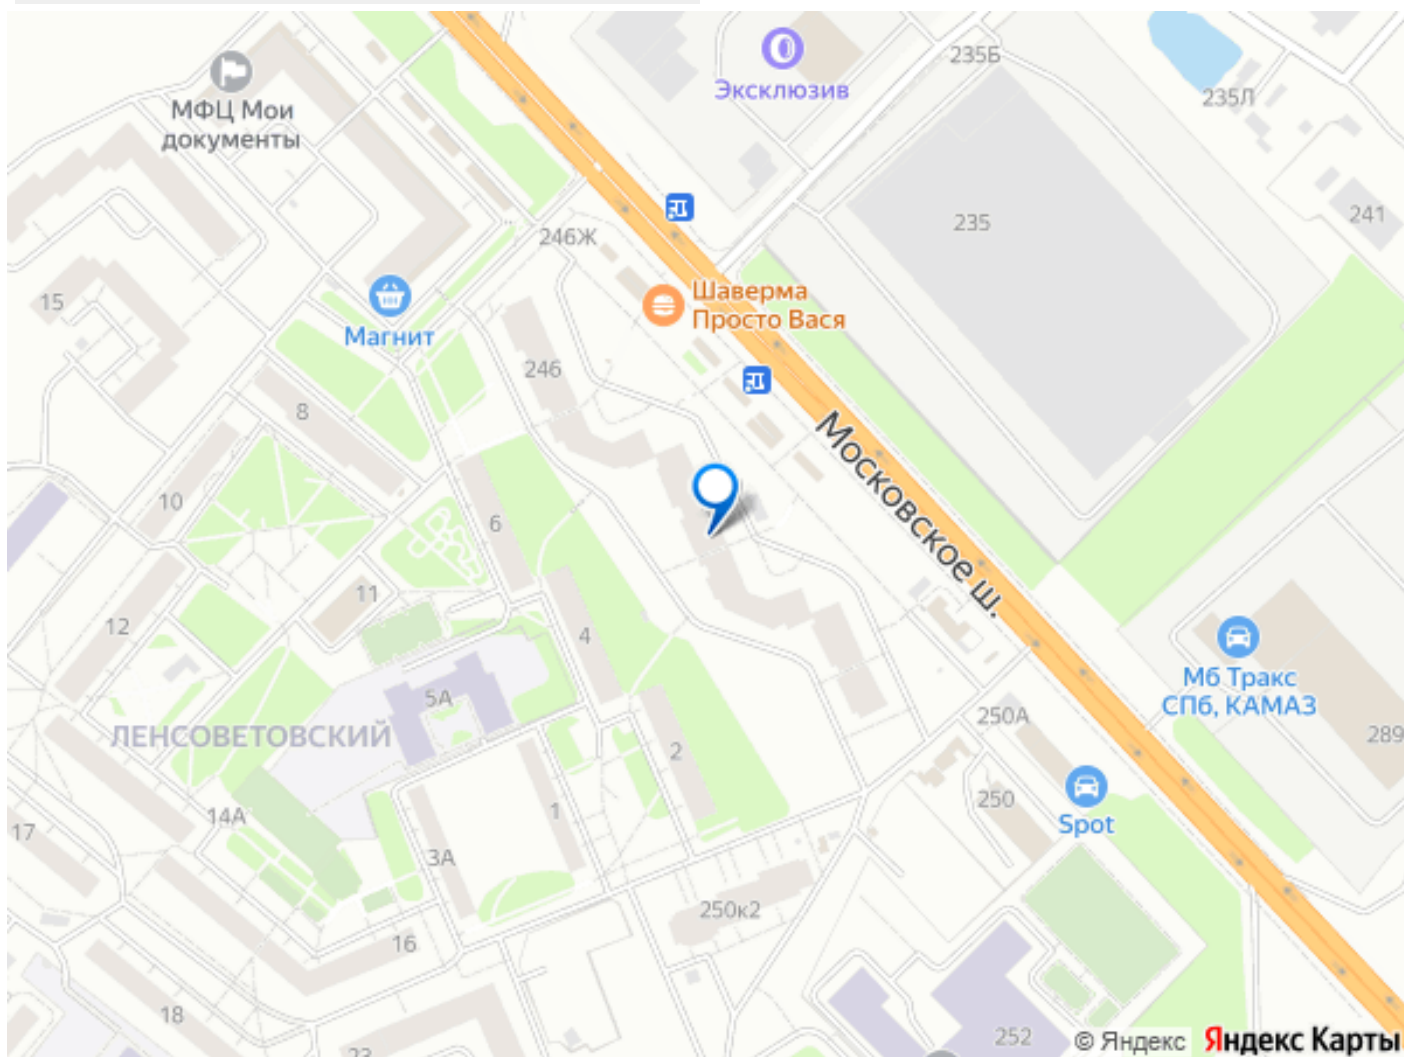 Эксклюзив
235Б
235Л
МФЦ Мои
документы
241
235
246Ж
15
Магнит
Шаверма
Просто Вася
246
8
10
6
Московское ш.
11
12
4
5А
ЛЕНСОВЕТОВСКИЙ
Мб Тракс
СПб, КАМАЗ
250А
289
2
250
14А
1
Spot
17
3А
250к2
16
18
252
23
© Яндекс Яндекс Карты